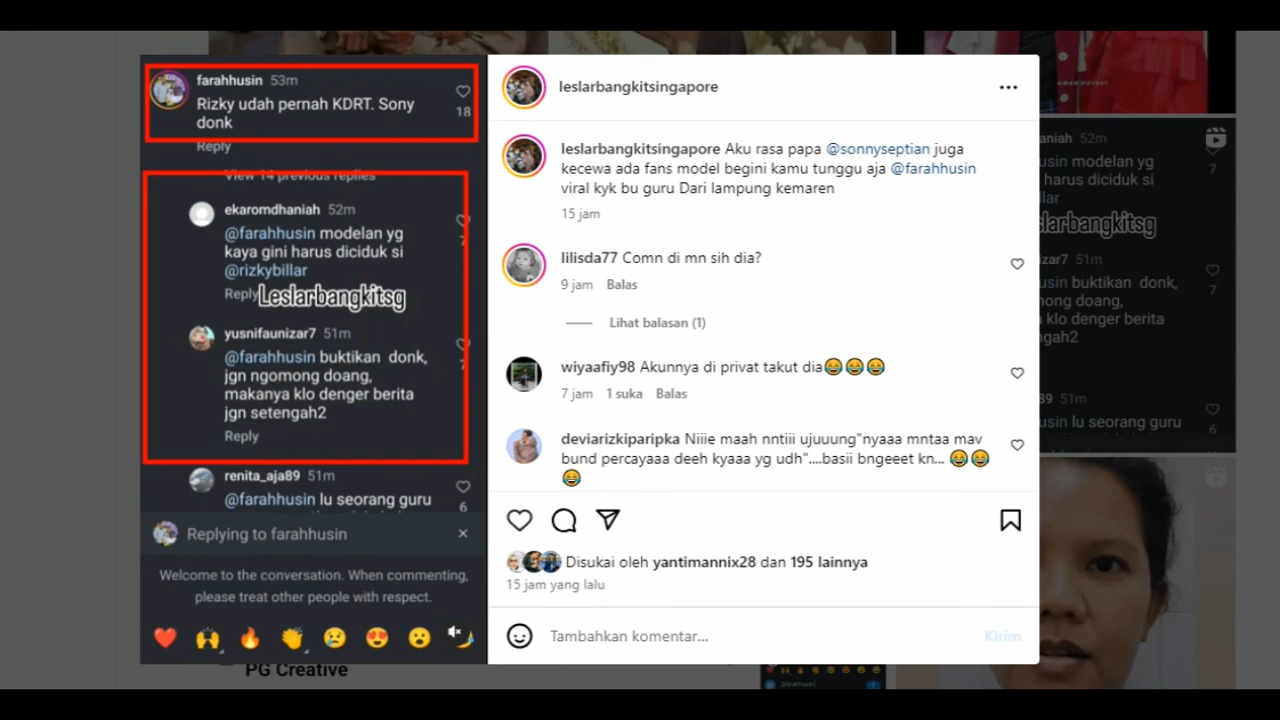 farahhusin 53m
Rizky udah pernah KDRT. Sony
donk
18
Reply
View 14 previous replies
ekaromdhaniah 52m
@farahhusin modelan yg
kaya gini harus diciduk si
@rizkybillar
7
Reply
Leslarbangkitsg
yusnifaunizar7 51m
@farahhusin buktikan donk,
jgn ngomong doang,
makanya klo denger berita
jgn setengah2
Reply
renita_aja89 51m
@farahhusin lu seorang guru
6
Replying to farahhusin ×
Welcome to the conversation. When commenting,
please treat other people with respect.
PG Creative
leslarbangkitsingapore
leslarbangkitsingapore Aku rasa papa @sonnyseptian juga
kecewa ada fans model begini kamu tunggu aja @farahhusin
viral kyk bu guru Dari lampung kemaren
15 jam
lilisda77 Comn di mn sih dia?
9 jam Balas
Lihat balasan (1)
wiyaafiy98 Akunnya di privat takut dia😂😂😂
7 jam 1 suka Balas
deviarizkiparipka Niiie maah nntiii ujuuung"nyaaa mntaa mav
bund percayaaa deeh kyaaa yg udh"....basii bngeeet kn... 😂😂
😂
Disukai oleh yantimannix28 dan 195 lainnya
15 jam yang lalu
Tambahkan komentar...
Kirim
aniah 52m
usin modelan yg
harus diciduk si
llar
7
slarbangkitsg
zar7 51m
usin buktikan donk,
mong doang,
klo denger berita
ngah2
7
89 51m
usin lu seorang guru
6